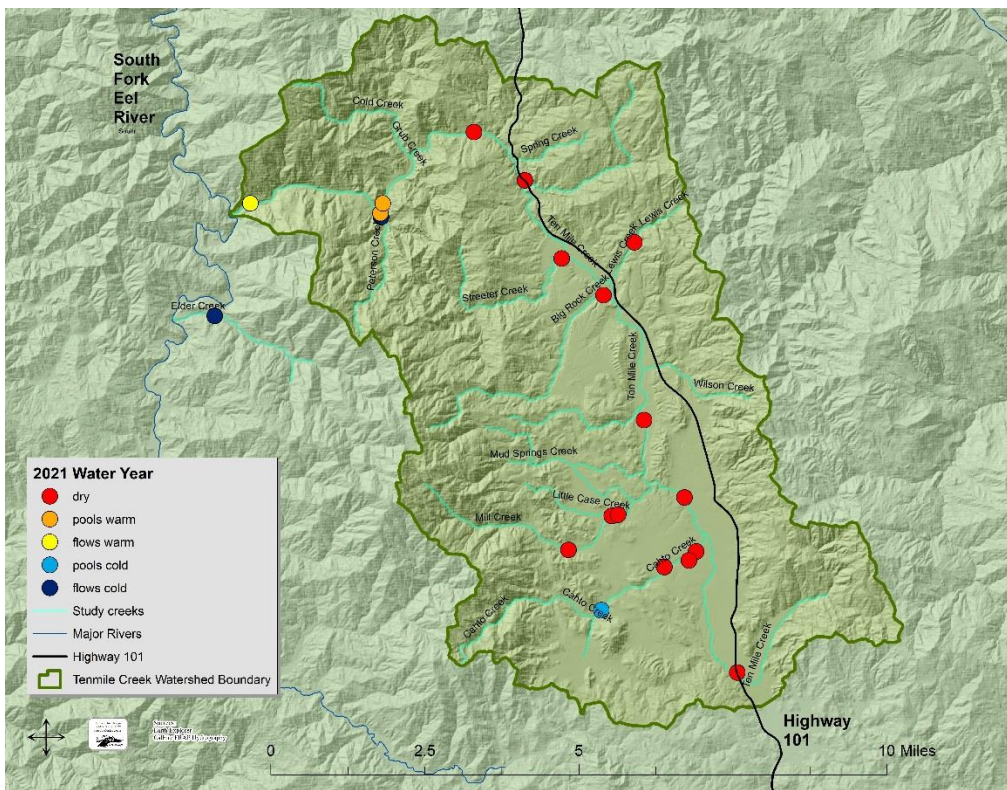 South
Fork
Eel
River
South
Cold Creek
Grub Creek
Spring Creek
Ten Mile Creek
Lewis Creek
Lewis Creek
Peterson Creek
Streeter Creek
Big Rock Creek
Elder Creek
Ten Mile Creek
Wilson Creek
Mud Springs Creek
Little Case Creek
Mill Creek
Cahto Creek
Cahto Creek
Cahto Creek
Ten Mile Creek
2021 Water Year
dry
pools warm
flows warm
pools cold
flows cold
Study creeks
Major Rivers
Highway 101
Tenmile Creek Watershed Boundary
Highway
101
0 2.5 5 10 Miles